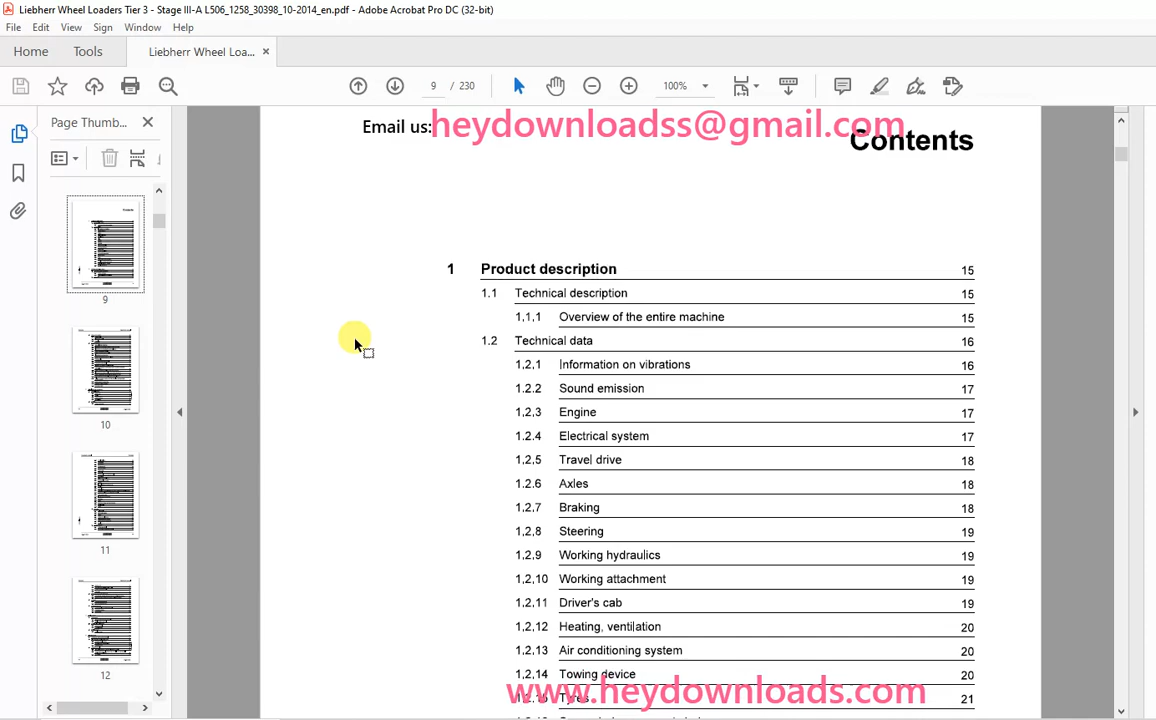 Liebherr Wheel Loaders Tier 3 - Stage III-A L506_1258_30398_10-2014_en.pdf - Adobe Acrobat Pro DC (32-bit)
File Edit View Sign Window Help
Home Tools Liebherr Wheel Loa... ×
9 / 230 100%
Page Thumb...
Email us:heydownloadss@gmail.com
Contents
1 Product description 15
1.1 Technical description 15
1.1.1 Overview of the entire machine 15
1.2 Technical data 16
1.2.1 Information on vibrations 16
1.2.2 Sound emission 17
1.2.3 Engine 17
1.2.4 Electrical system 17
1.2.5 Travel drive 18
1.2.6 Axles 18
1.2.7 Braking 18
1.2.8 Steering 19
1.2.9 Working hydraulics 19
1.2.10 Working attachment 19
1.2.11 Driver's cab 19
1.2.12 Heating, ventilation 20
1.2.13 Air conditioning system 20
1.2.14 Towing device 20
www.heydownloads.com
1.2.15 Tyres 21
9
10
11
12